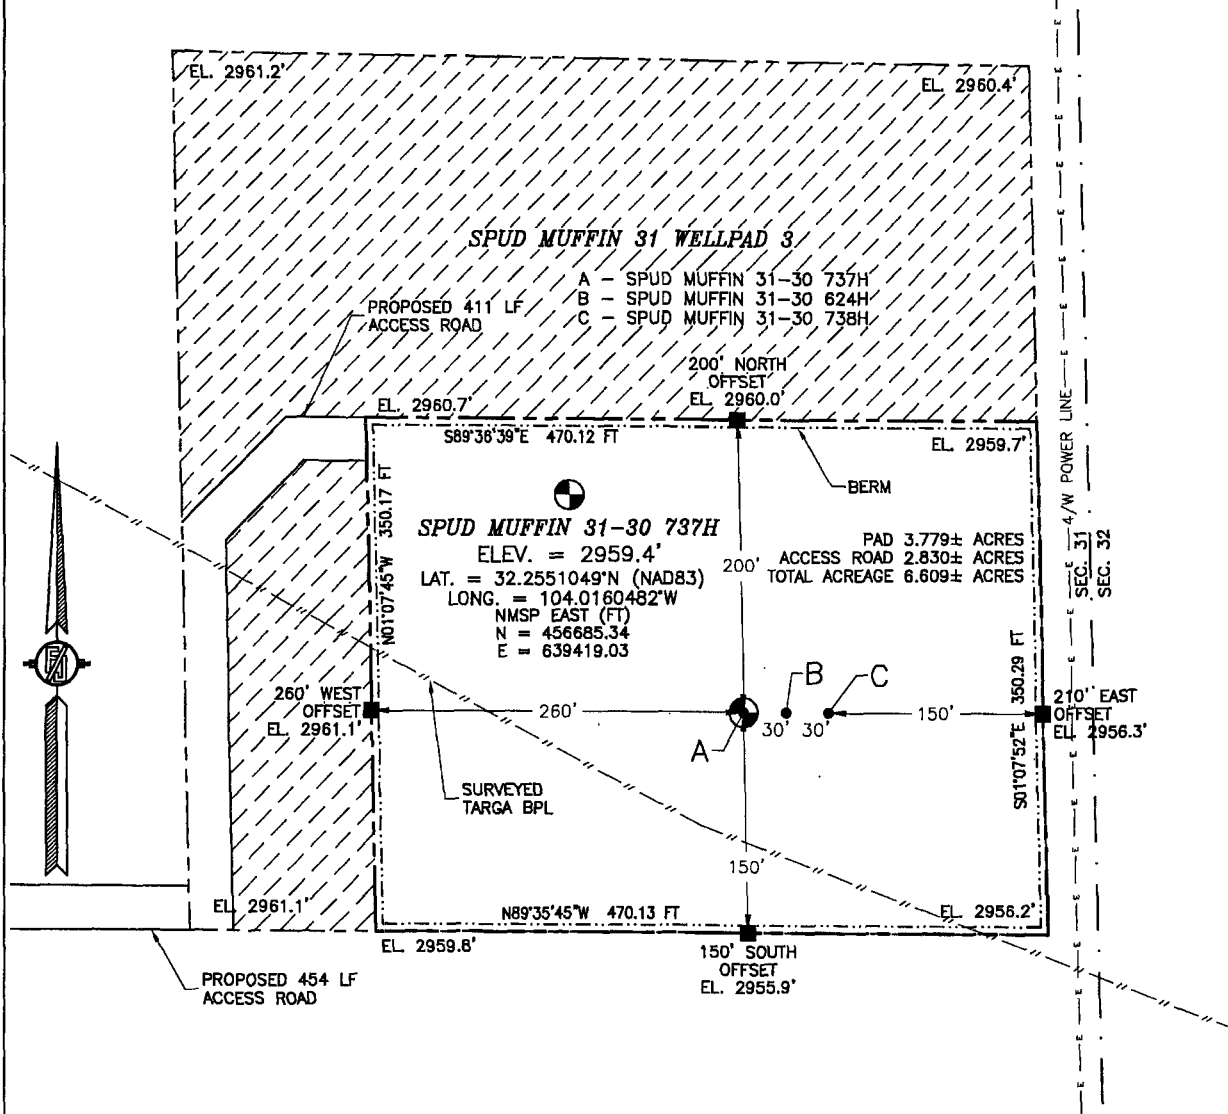 EL. 2961.2'
EL. 2960.4'
SPUD MUFFIN 31 WELLPAD 3
A - SPUD MUFFIN 31-30 737H
B - SPUD MUFFIN 31-30 624H
C - SPUD MUFFIN 31-30 738H
PROPOSED 411 LF
ACCESS ROAD
200' NORTH
OFFSET
EL. 2960.0'
EL. 2960.7'
S89°36'39"E 470.12 FT
EL. 2959.7'
BERM
4/W POWER LINE
SEC. 31
SEC. 32
N01°07'45"W 350.17 FT
SPUD MUFFIN 31-30 737H
ELEV. = 2959.4'
LAT. = 32.2551049°N (NAD83)
LONG. = 104.0160482°W
NMSP EAST (FT)
N = 456685.34
E = 639419.03
PAD 3.779± ACRES
ACCESS ROAD 2.830± ACRES
TOTAL ACREAGE 6.609± ACRES
200'
S01°07'52"E 350.29 FT
260' WEST
OFFSET
EL. 2961.1'
260'
A
B
C
30'
30'
150'
210' EAST
OFFSET
EL. 2956.3'
SURVEYED
TARGA BPL
150'
EL. 2961.1'
N89°35'45"W 470.13 FT
EL. 2956.2'
EL. 2959.8'
150' SOUTH
OFFSET
EL. 2955.9'
PROPOSED 454 LF
ACCESS ROAD